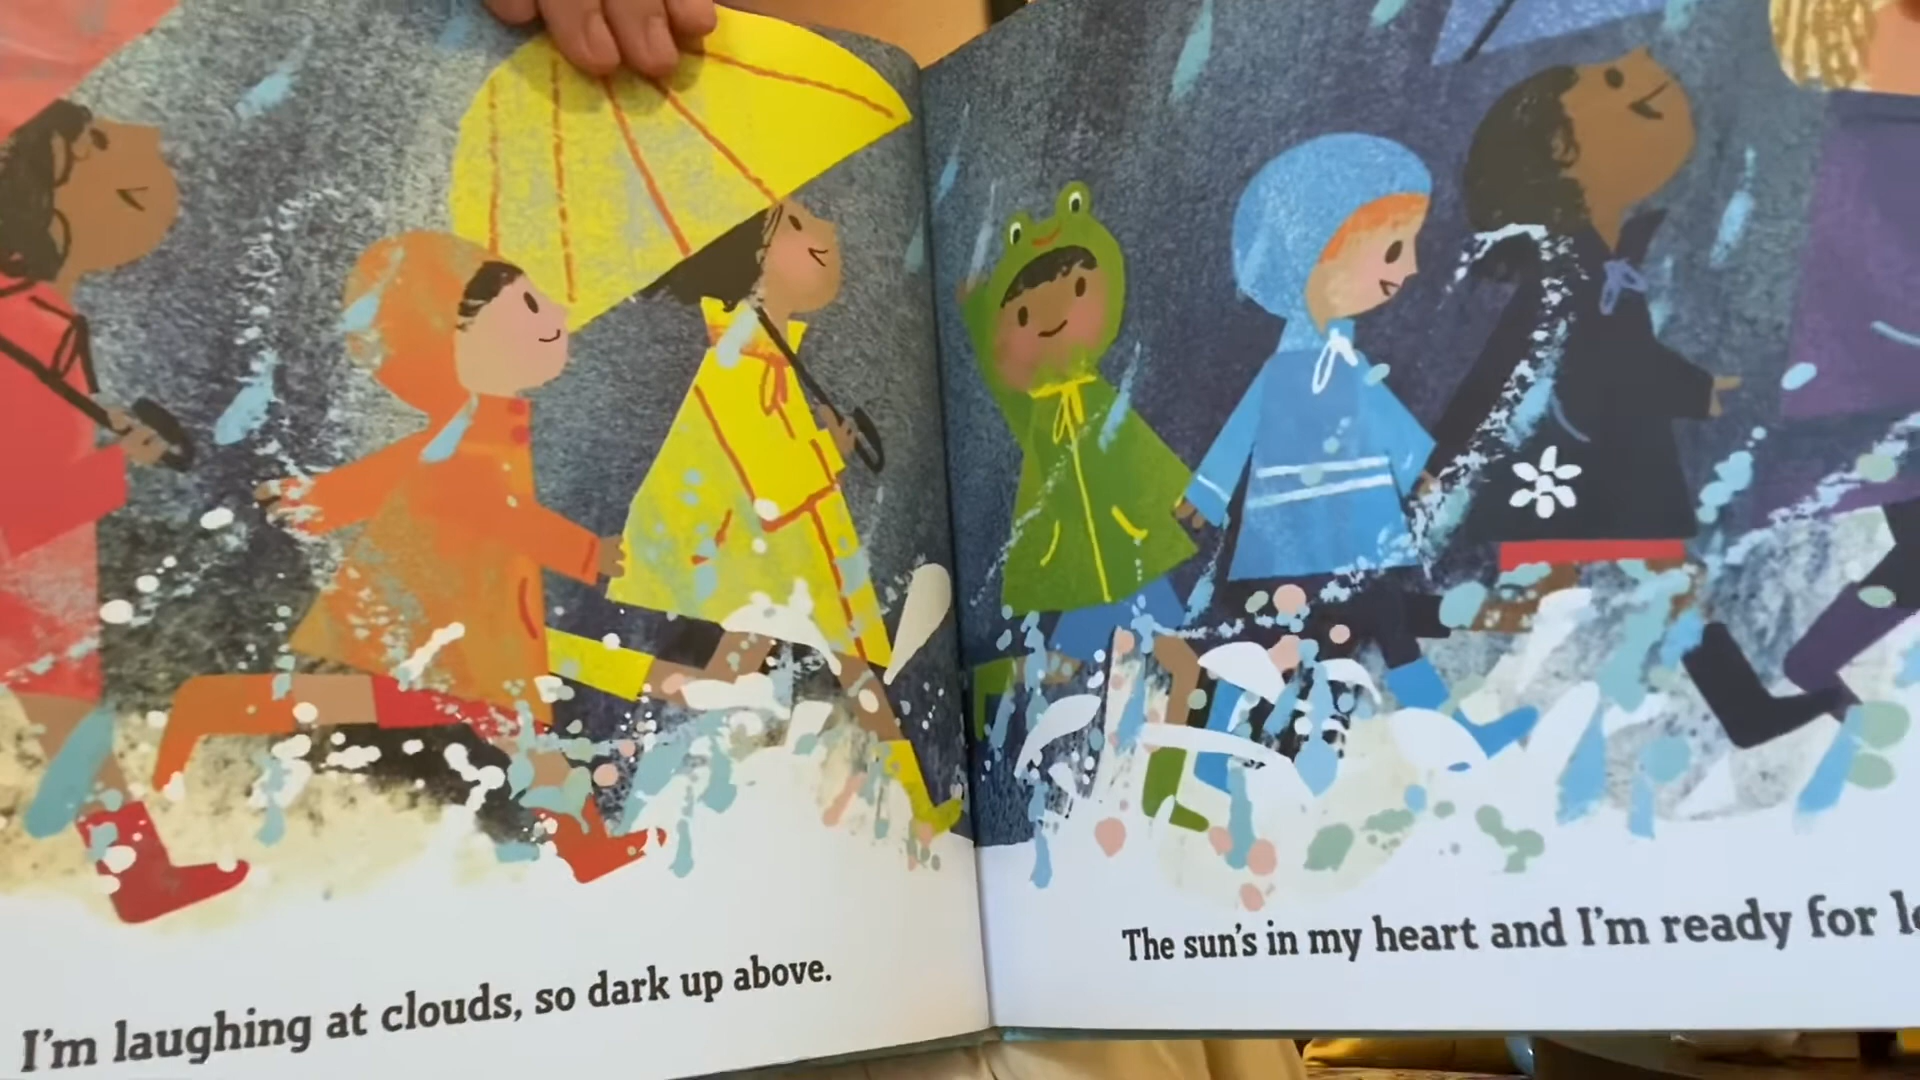 I'm laughing at clouds, so dark up above.
The sun's in my heart and I'm ready for